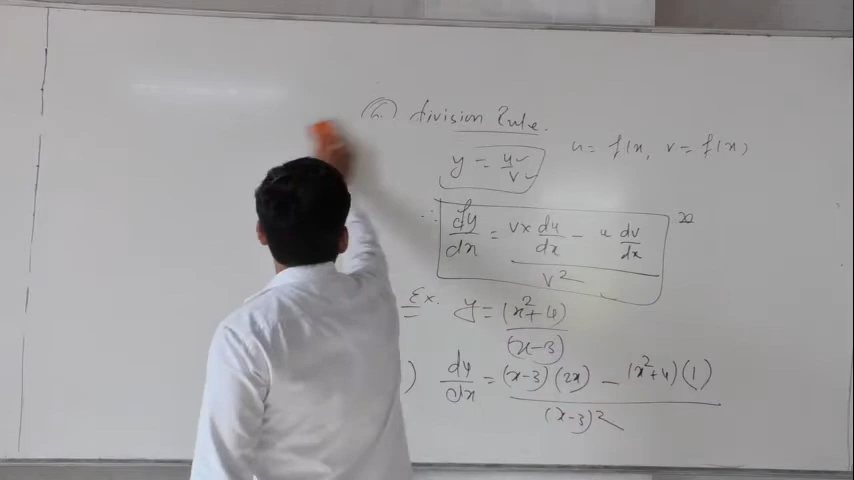 division Rule.
y = u/v u = f(x, v = f(x)
∴ dy/dx = (v x du/dx - u dv/dx) / v²
Ex. y = (x²+4) / (x-3)
) dy/dx = ((x-3)(2x) - (x²+4)(1)) / (x-3)²